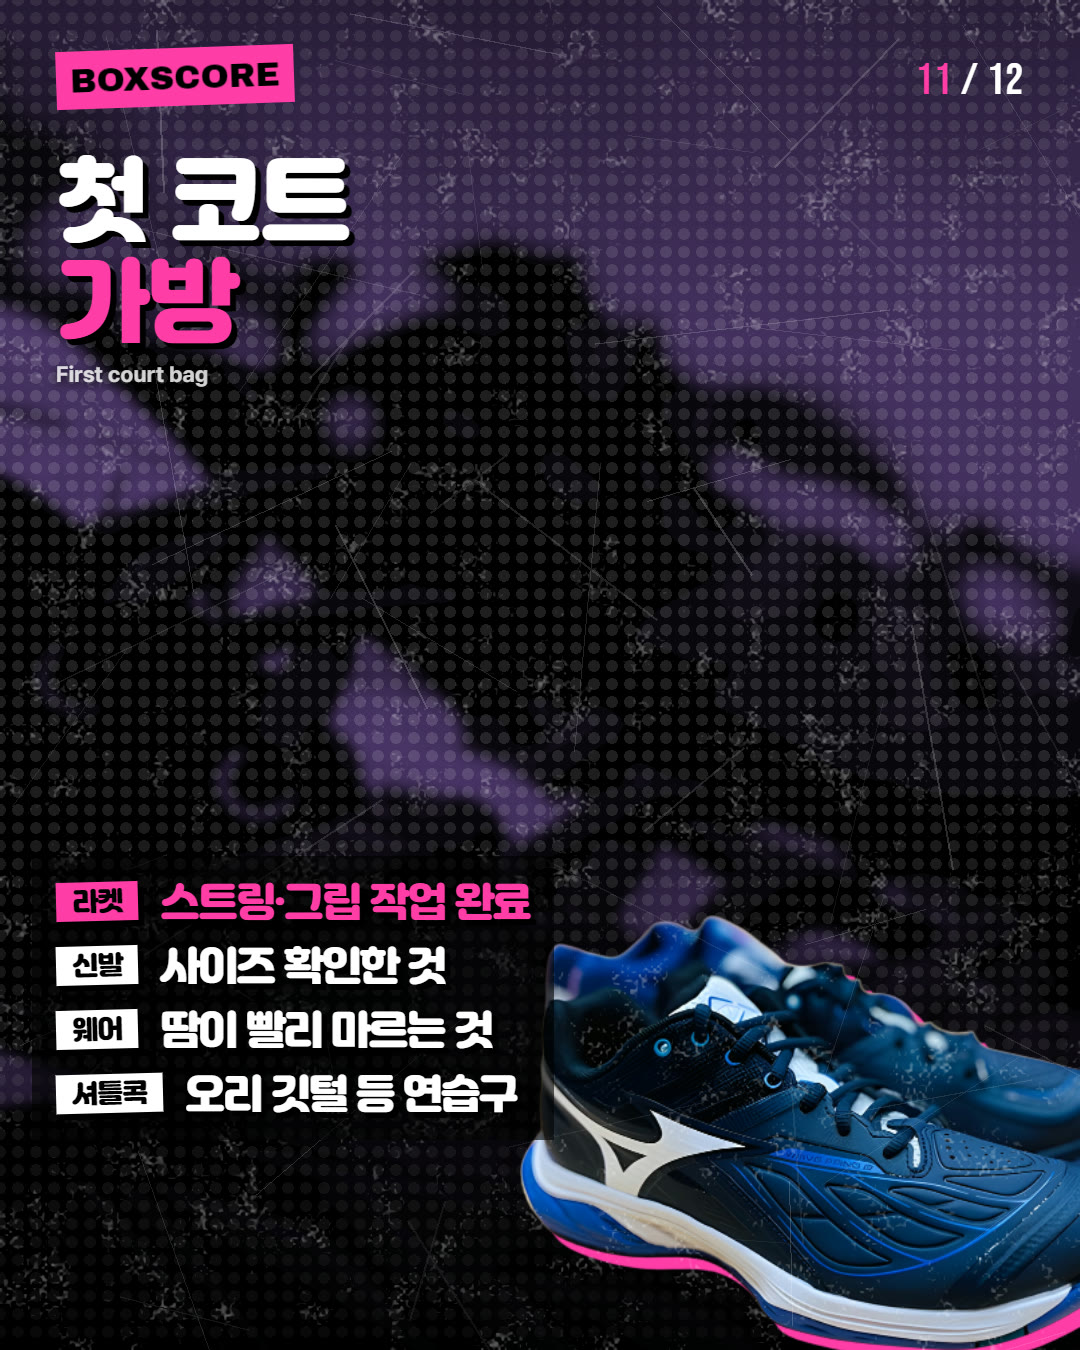 BOXSCORE
11 / 12
첫 코트
가방
First court bag
라켓 스트링·그립 작업 완료
신발 사이즈 확인한 것
웨어 땀이 빨리 마르는 것
셔틀콕 오리 깃털 등 연습구